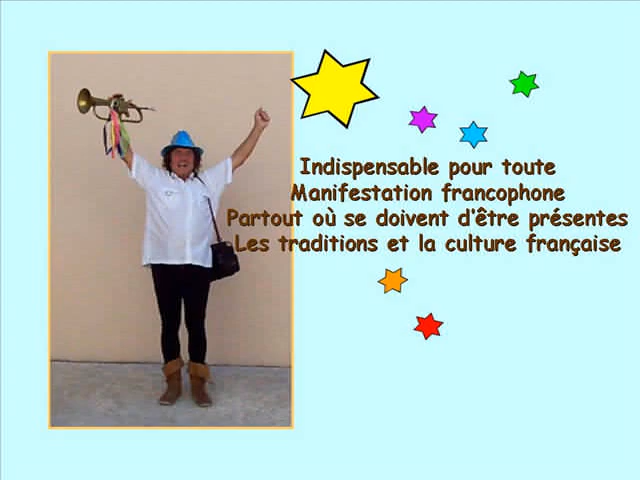 Indispensable pour toute
Manifestation francophone
Partout où se doivent d'être présentes
Les traditions et la culture française